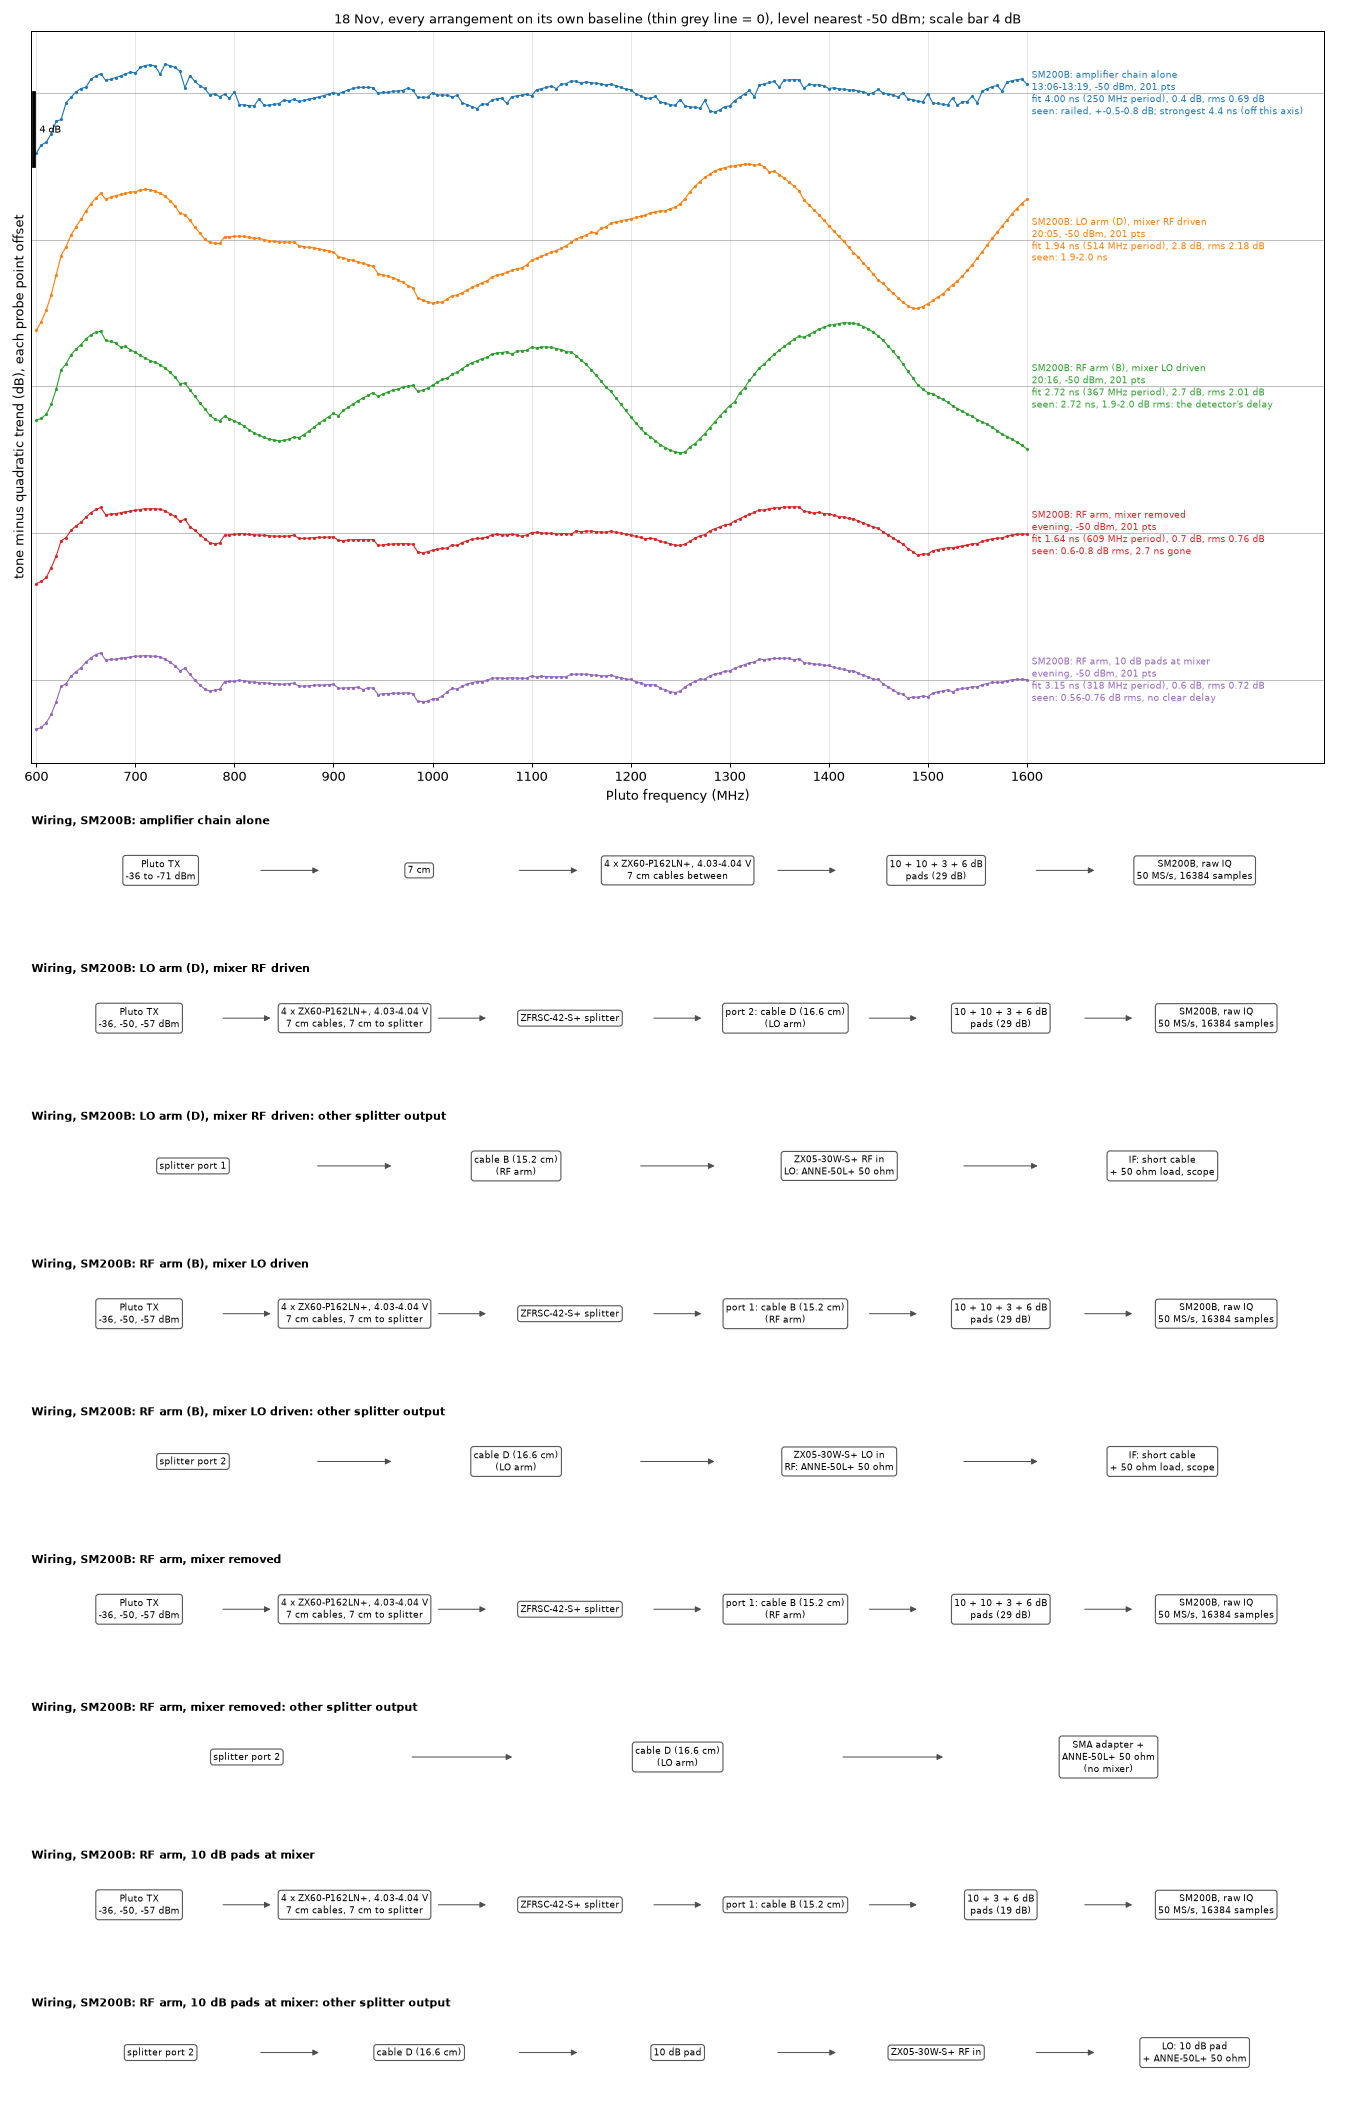 18 Nov, every arrangement on its own baseline (thin grey line = 0), level nearest -50 dBm; scale bar 4 dB
tone minus quadratic trend (dB), each probe point offset
4 dB
SM200B: amplifier chain alone
13:06-13:19, -50 dBm, 201 pts
fit 4.00 ns (250 MHz period), 0.4 dB, rms 0.69 dB
seen: railed, +-0.5-0.8 dB; strongest 4.4 ns (off this axis)
SM200B: LO arm (D), mixer RF driven
20:05, -50 dBm, 201 pts
fit 1.94 ns (514 MHz period), 2.8 dB, rms 2.18 dB
seen: 1.9-2.0 ns
SM200B: RF arm (B), mixer LO driven
20:16, -50 dBm, 201 pts
fit 2.72 ns (367 MHz period), 2.7 dB, rms 2.01 dB
seen: 2.72 ns, 1.9-2.0 dB rms: the detector's delay
SM200B: RF arm, mixer removed
evening, -50 dBm, 201 pts
fit 1.64 ns (609 MHz period), 0.7 dB, rms 0.76 dB
seen: 0.6-0.8 dB rms, 2.7 ns gone
SM200B: RF arm, 10 dB pads at mixer
evening, -50 dBm, 201 pts
fit 3.15 ns (318 MHz period), 0.6 dB, rms 0.72 dB
seen: 0.56-0.76 dB rms, no clear delay
600 700 800 900 1000 1100 1200 1300 1400 1500 1600
Pluto frequency (MHz)
Wiring, SM200B: amplifier chain alone
Pluto TX
-36 to -71 dBm
7 cm
4 x ZX60-P162LN+, 4.03-4.04 V
7 cm cables between
10 + 10 + 3 + 6 dB
pads (29 dB)
SM200B, raw IQ
50 MS/s, 16384 samples
Wiring, SM200B: LO arm (D), mixer RF driven
Pluto TX
-36, -50, -57 dBm
4 x ZX60-P162LN+, 4.03-4.04 V
7 cm cables, 7 cm to splitter
ZFRSC-42-S+ splitter
port 2: cable D (16.6 cm)
(LO arm)
10 + 10 + 3 + 6 dB
pads (29 dB)
SM200B, raw IQ
50 MS/s, 16384 samples
Wiring, SM200B: LO arm (D), mixer RF driven: other splitter output
splitter port 1
cable B (15.2 cm)
(RF arm)
ZX05-30W-S+ RF in
LO: ANNE-50L+ 50 ohm
IF: short cable
+ 50 ohm load, scope
Wiring, SM200B: RF arm (B), mixer LO driven
Pluto TX
-36, -50, -57 dBm
4 x ZX60-P162LN+, 4.03-4.04 V
7 cm cables, 7 cm to splitter
ZFRSC-42-S+ splitter
port 1: cable B (15.2 cm)
(RF arm)
10 + 10 + 3 + 6 dB
pads (29 dB)
SM200B, raw IQ
50 MS/s, 16384 samples
Wiring, SM200B: RF arm (B), mixer LO driven: other splitter output
splitter port 2
cable D (16.6 cm)
(LO arm)
ZX05-30W-S+ LO in
RF: ANNE-50L+ 50 ohm
IF: short cable
+ 50 ohm load, scope
Wiring, SM200B: RF arm, mixer removed
Pluto TX
-36, -50, -57 dBm
4 x ZX60-P162LN+, 4.03-4.04 V
7 cm cables, 7 cm to splitter
ZFRSC-42-S+ splitter
port 1: cable B (15.2 cm)
(RF arm)
10 + 10 + 3 + 6 dB
pads (29 dB)
SM200B, raw IQ
50 MS/s, 16384 samples
Wiring, SM200B: RF arm, mixer removed: other splitter output
splitter port 2
cable D (16.6 cm)
(LO arm)
SMA adapter +
ANNE-50L+ 50 ohm
(no mixer)
Wiring, SM200B: RF arm, 10 dB pads at mixer
Pluto TX
-36, -50, -57 dBm
4 x ZX60-P162LN+, 4.03-4.04 V
7 cm cables, 7 cm to splitter
ZFRSC-42-S+ splitter
port 1: cable B (15.2 cm)
10 + 3 + 6 dB
pads (19 dB)
SM200B, raw IQ
50 MS/s, 16384 samples
Wiring, SM200B: RF arm, 10 dB pads at mixer: other splitter output
splitter port 2
cable D (16.6 cm)
10 dB pad
ZX05-30W-S+ RF in
LO: 10 dB pad
+ ANNE-50L+ 50 ohm